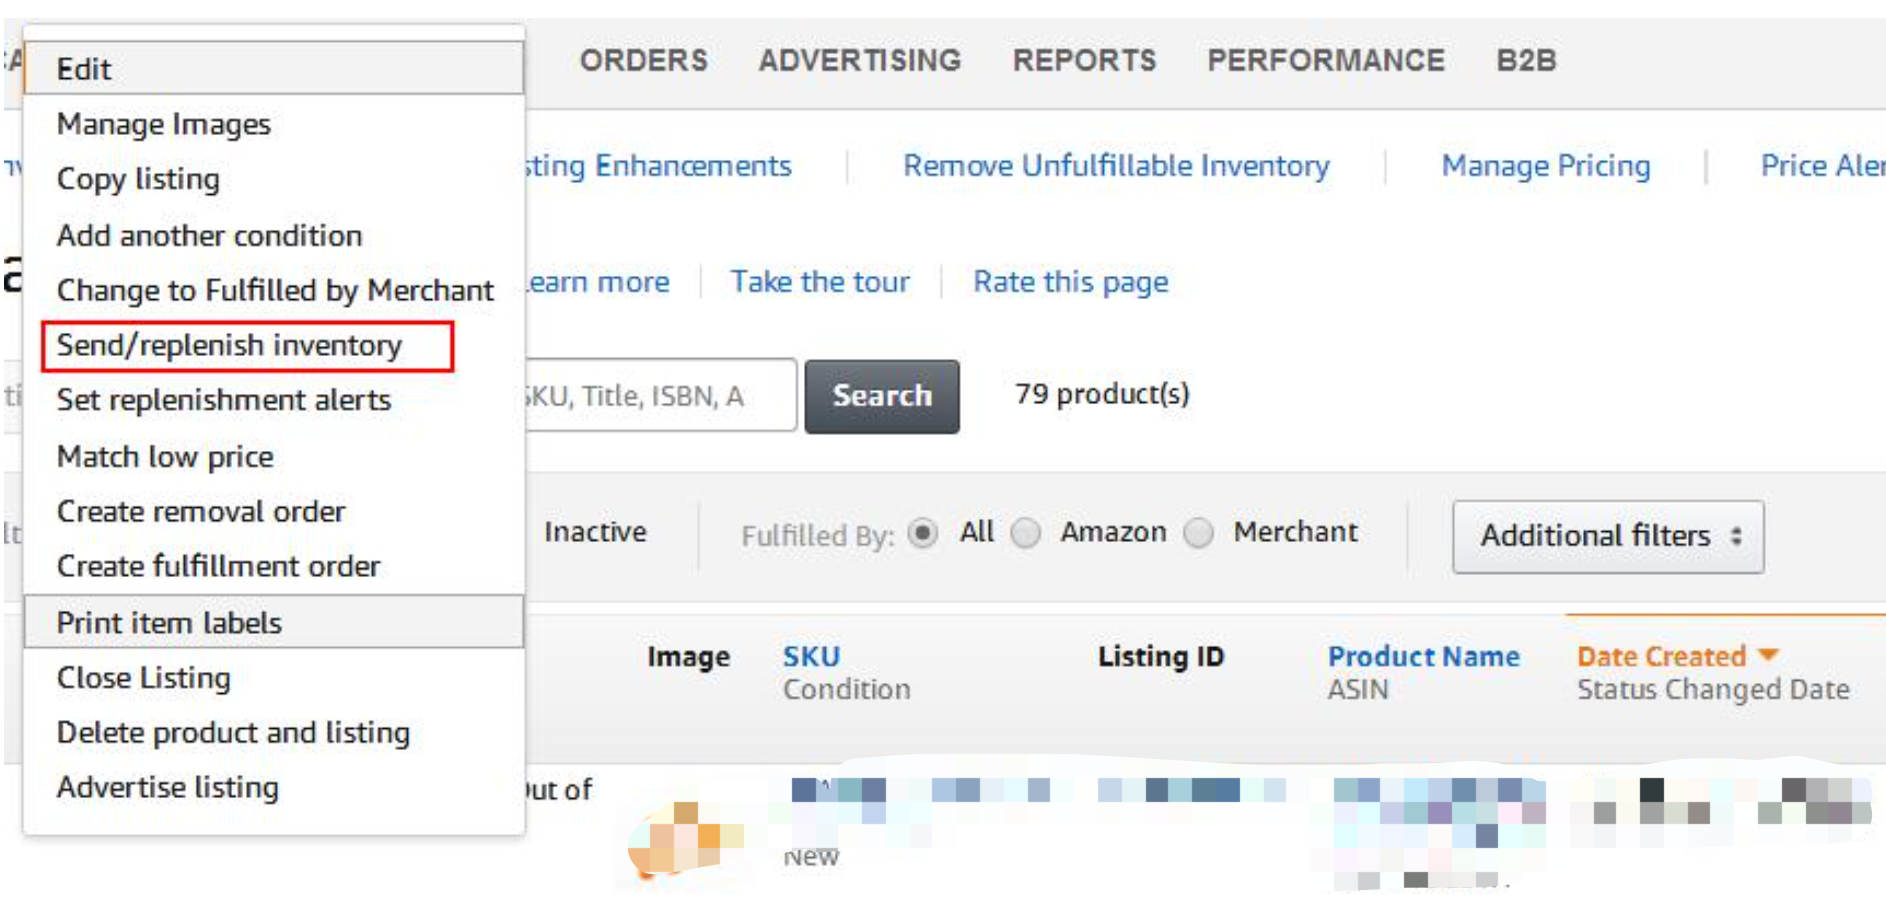 Edit
Manage Images
Copy listing
Add another condition
Change to Fulfilled by Merchant
Send/replenish inventory
Set replenishment alerts
Match low price
Create removal order
Create fulfillment order
Print item labels
Close Listing
Delete product and listing
Advertise listing
ORDERS ADVERTISING REPORTS PERFORMANCE B2B
Enhancements Remove Unfulfillable Inventory Manage Pricing Price
more Take the tour Rate this page
SKU, Title, ISBN, A Search 79 product(s)
Inactive Fulfilled By: All Amazon Merchant Additional filters
Image SKU Listing ID Product Name Date Created
Condition ASIN Status Changed Date
of
New